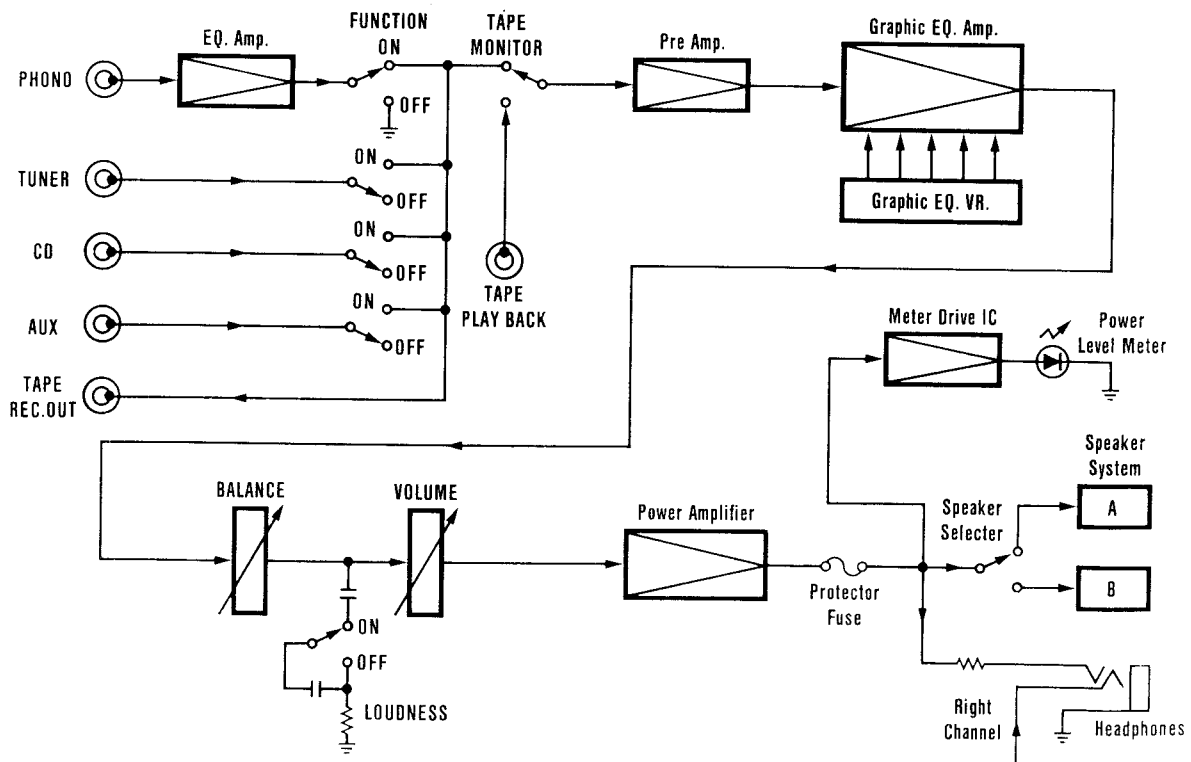 FUNCTION
TAPE
MONITOR
Graphic EQ. Amp.
EQ. Amp.
ON
Pre Amp.
PHONO
OFF
ON
TUNER
OFF
Graphic EQ. VR.
ON
CD
OFF
TAPE
PLAY BACK
ON
AUX
OFF
Meter Drive IC
Power
Level Meter
TAPE
REC.OUT
Speaker
System
BALANCE
VOLUME
Power Amplifier
Speaker
Selecter
A
B
Protector
Fuse
ON
OFF
LOUDNESS
Right
Channel
Headphones